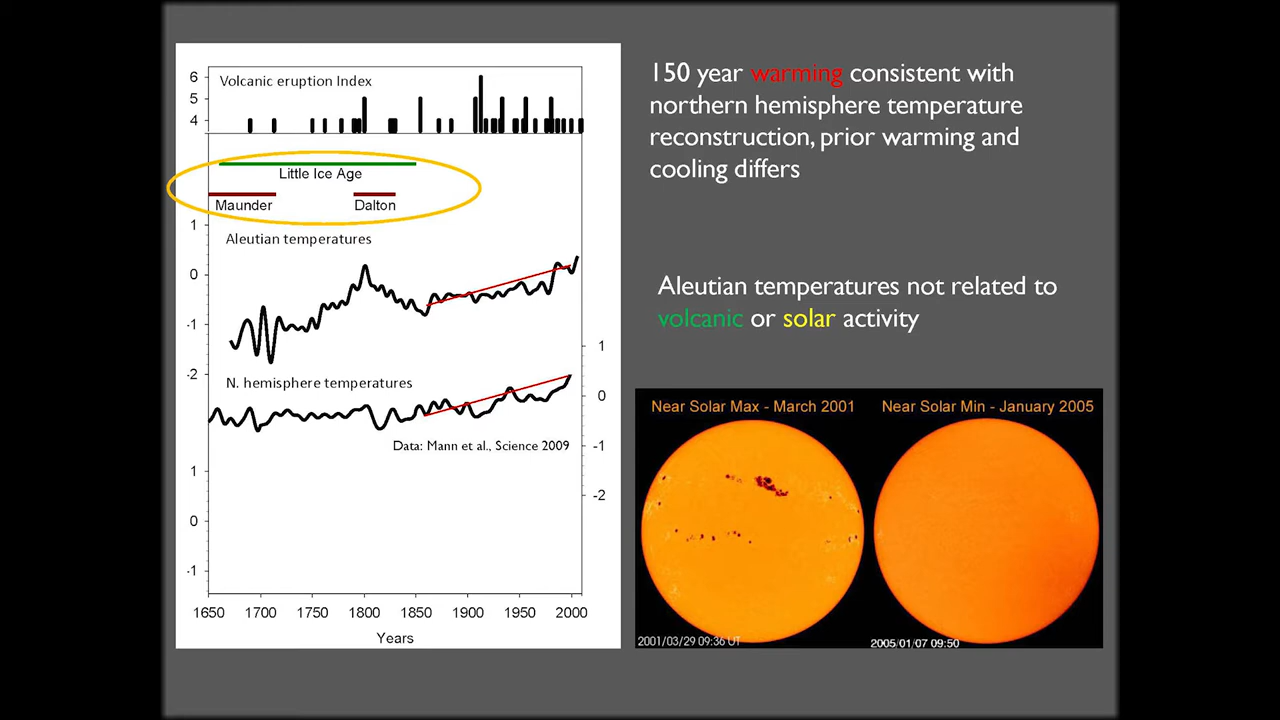 Volcanic eruption Index
6
5
4
Little Ice Age
Maunder
Dalton
1
Aleutian temperatures
0
-1
1
-2
N. hemisphere temperatures
0
Data: Mann et al., Science 2009
-1
1
-2
0
-1
1650 1700 1750 1800 1850 1900 1950 2000
Years
150 year warming consistent with
northern hemisphere temperature
reconstruction, prior warming and
cooling differs
Aleutian temperatures not related to
volcanic or solar activity
Near Solar Max - March 2001
Near Solar Min - January 2005
2001/03/29 09:36 UT
2005/01/07 09:50